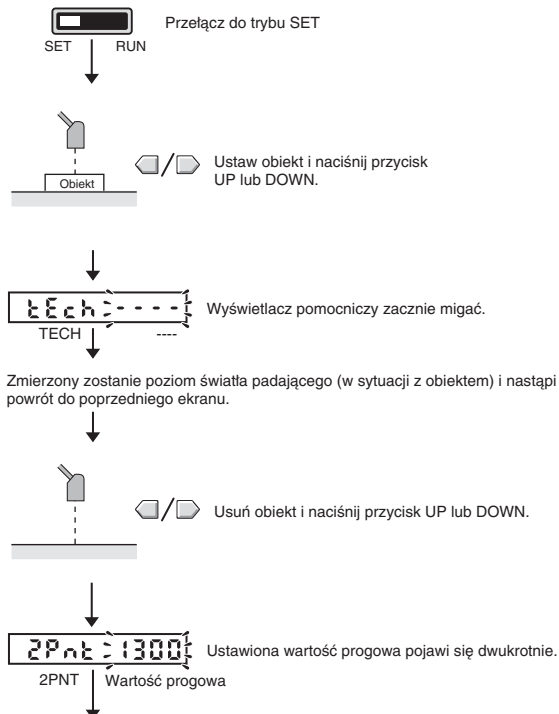 Przełącz do trybu SET
SET RUN
Ustaw obiekt i naciśnij przycisk
UP lub DOWN.
Obiekt
tEch ----
Wyświetlacz pomocniczy zacznie migać.
TECH ----
Zmierzony zostanie poziom światła padającego (w sytuacji z obiektem) i nastąpi
powrót do poprzedniego ekranu.
Usuń obiekt i naciśnij przycisk UP lub DOWN.
2Pnt 1300
Ustawiona wartość progowa pojawi się dwukrotnie.
2PNT Wartość progowa